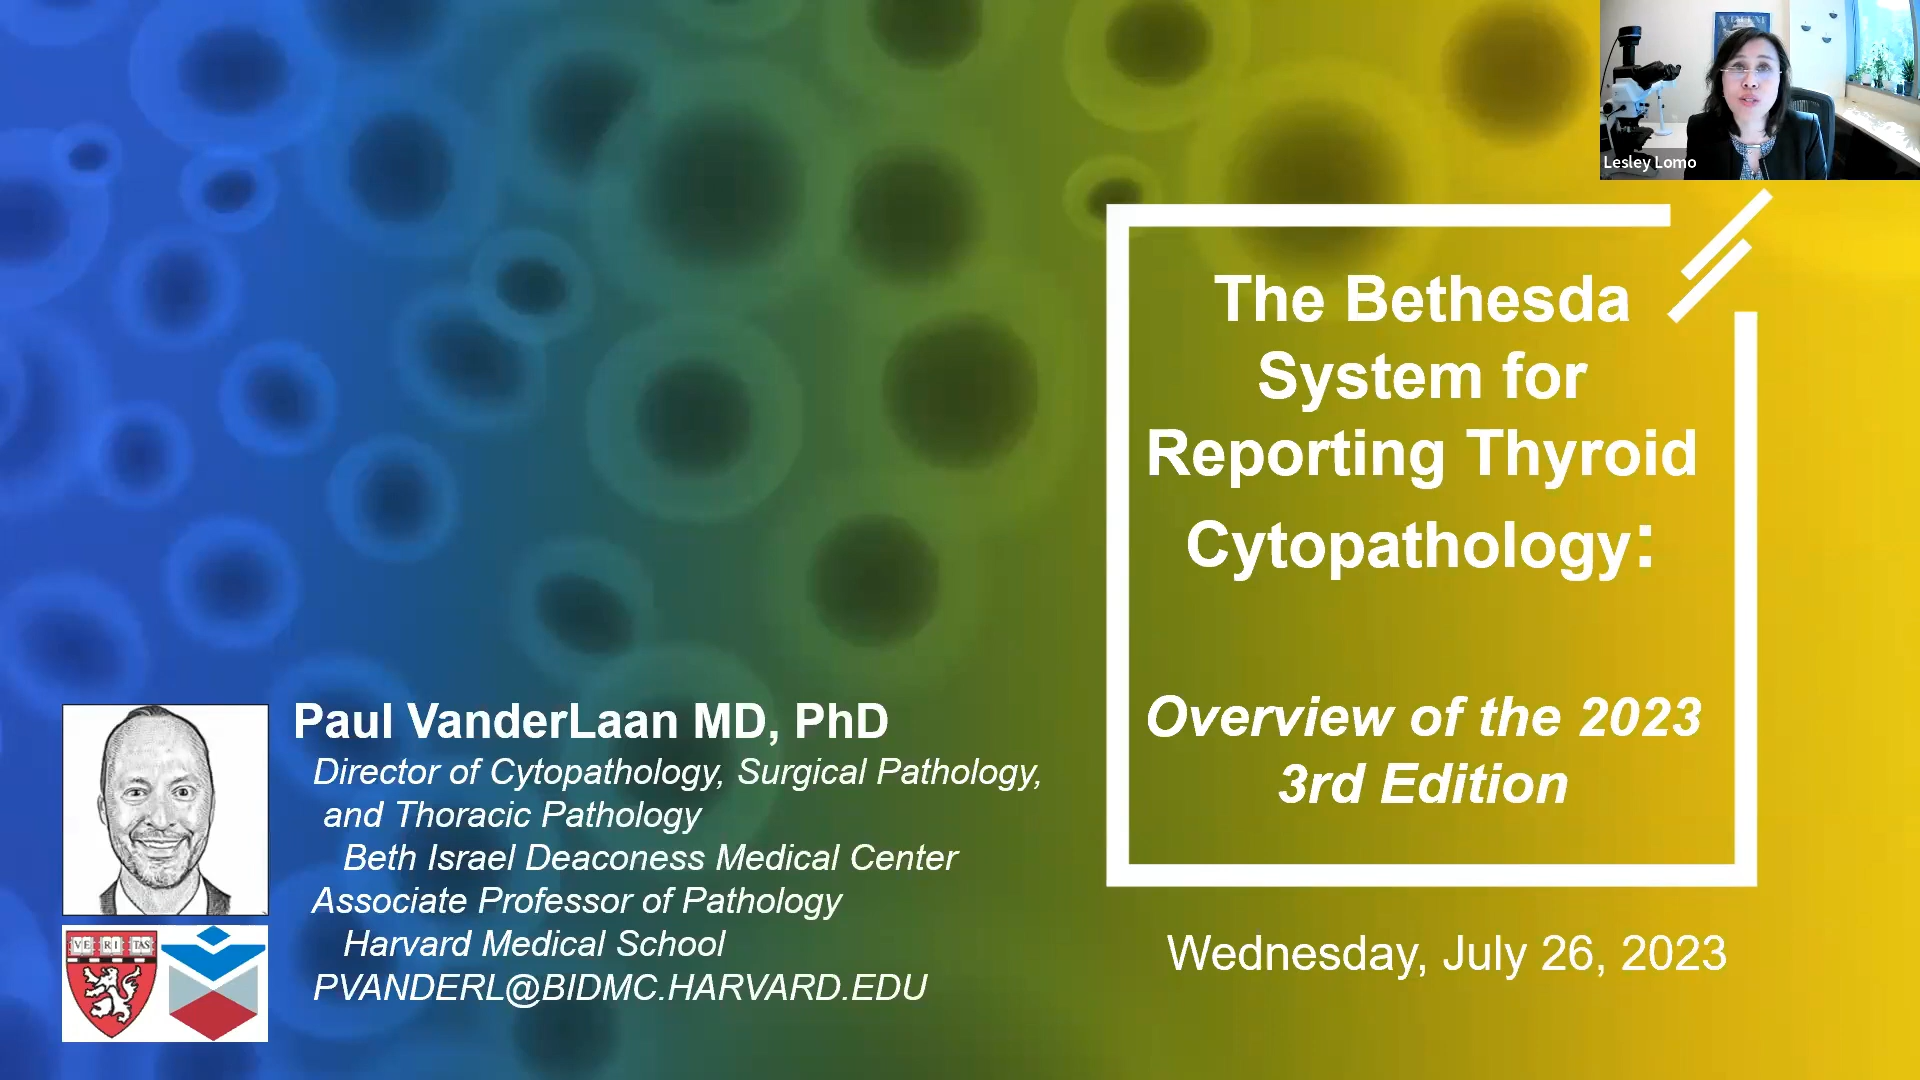 Lesley Lomo
The Bethesda
System for
Reporting Thyroid
Cytopathology:
Overview of the 2023
3rd Edition
Wednesday, July 26, 2023
Paul VanderLaan MD, PhD
Director of Cytopathology, Surgical Pathology,
and Thoracic Pathology
Beth Israel Deaconess Medical Center
Associate Professor of Pathology
Harvard Medical School
PVANDERL@BIDMC.HARVARD.EDU
VE RI TAS